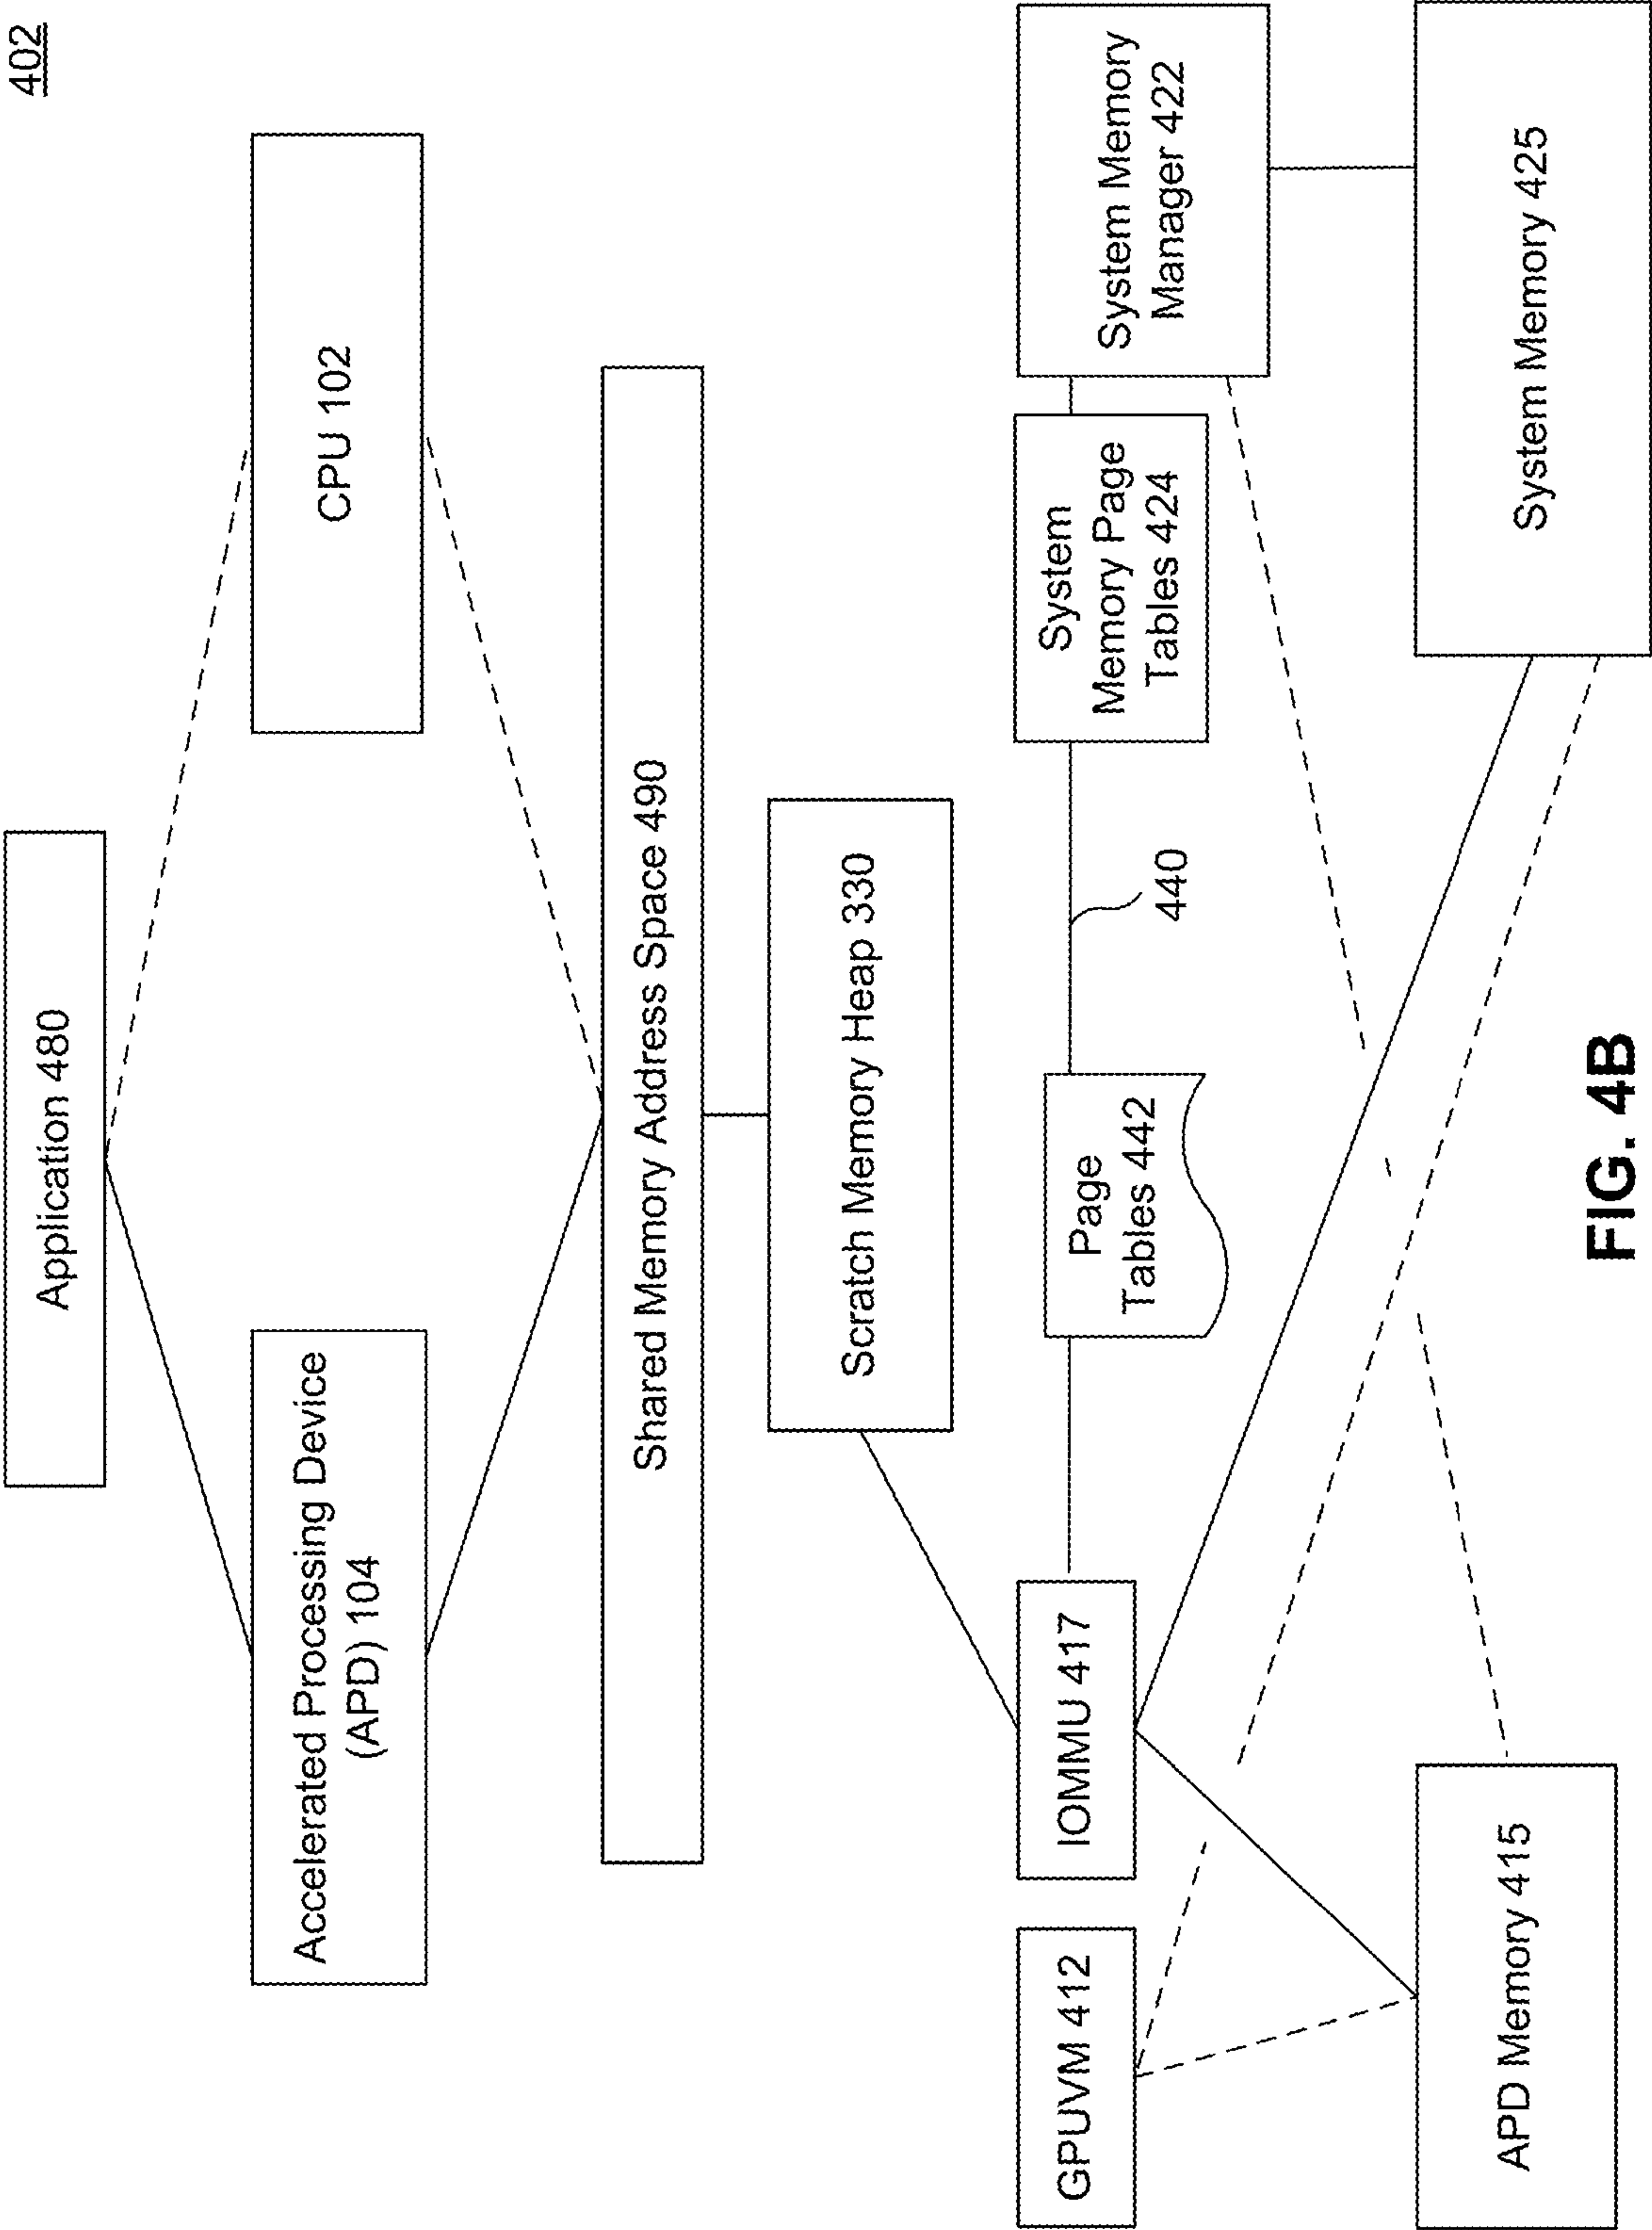 402
Application 480
Accelerated Processing Device
(APD) 104
CPU 102
Shared Memory Address Space 490
Scratch Memory Heap 330
GPUVM 412
IOMMU 417
Page
Tables 442
440
System
Memory Page
Tables 424
System Memory
Manager 422
APD Memory 415
System Memory 425
FIG. 4B